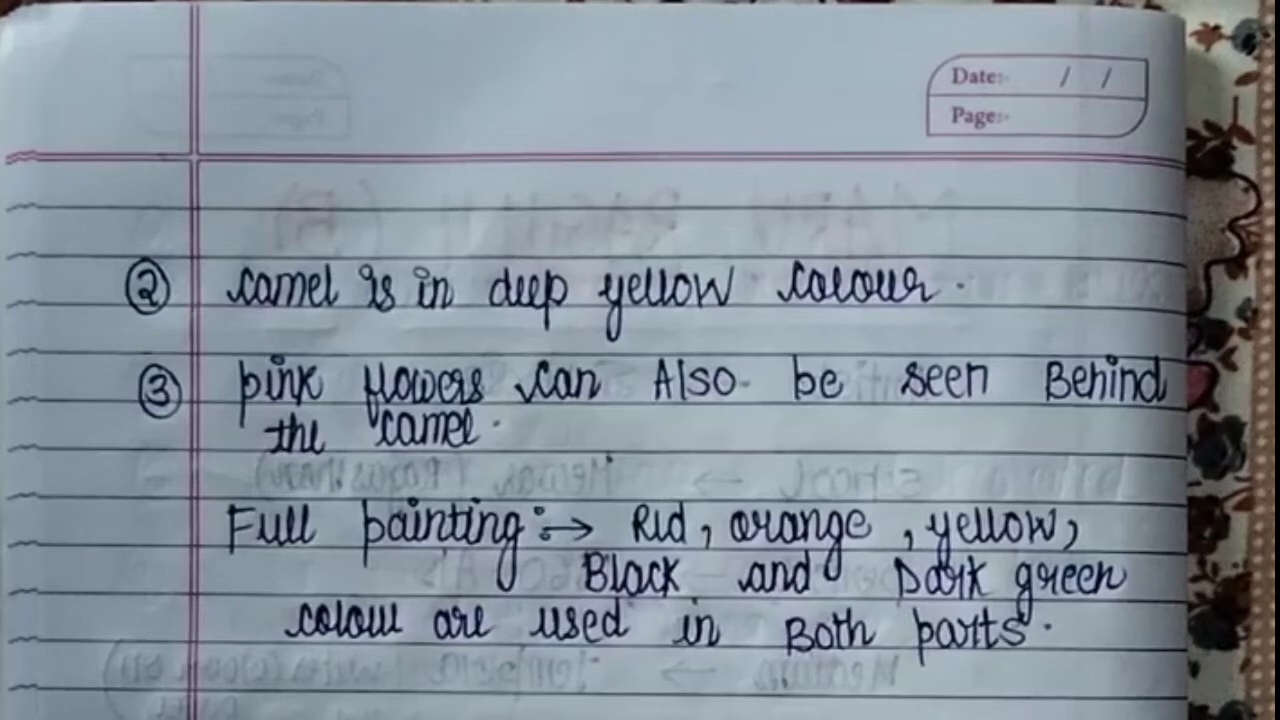 Date:- / /
Page:-
② camel is in deep yellow colour.
③ pink flowers can Also be seen Behind
the camel.
Full painting :→ Red, orange, yellow,
Black and Dark green
colour are used in Both parts.